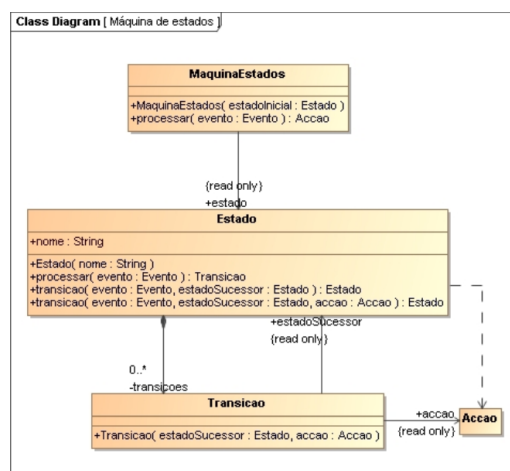 Class Diagram [ Máquina de estados ]
MaquinaEstados
+MaquinaEstados( estadoInicial : Estado )
+processar( evento : Evento ) : Accao
{read only}
+estado
Estado
+nome : String
+Estado( nome : String )
+processar( evento : Evento ) : Transicao
+transicao( evento : Evento, estadoSucessor : Estado ) : Estado
+transicao( evento : Evento, estadoSucessor : Estado, accao : Accao ) : Estado
+estadoSucessor
{read only}
0..*
-transicoes
Transicao
+Transicao( estadoSucessor : Estado, accao : Accao )
+accao
{read only}
Accao